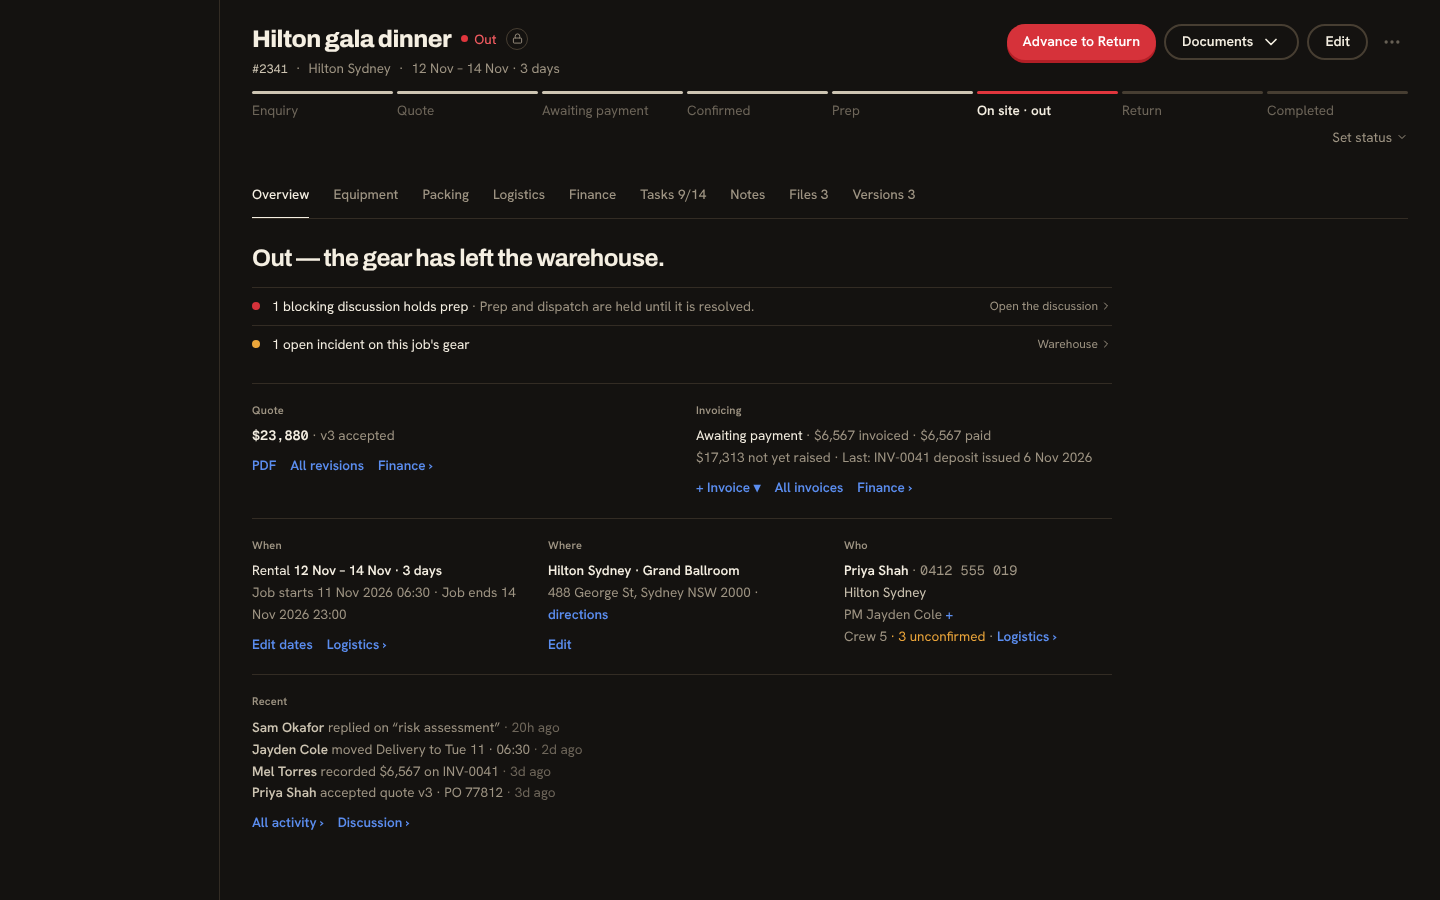 Hilton gala dinner
Out
Advance to Return
Documents
Edit
#2341 · Hilton Sydney · 12 Nov – 14 Nov · 3 days
Enquiry
Quote
Awaiting payment
Confirmed
Prep
On site · out
Return
Completed
Set status
Overview
Equipment
Packing
Logistics
Finance
Tasks 9/14
Notes
Files 3
Versions 3
Out — the gear has left the warehouse.
1 blocking discussion holds prep · Prep and dispatch are held until it is resolved.
Open the discussion ›
1 open incident on this job's gear
Warehouse ›
Quote
$23,880 · v3 accepted
PDF All revisions Finance ›
Invoicing
Awaiting payment · $6,567 invoiced · $6,567 paid
$17,313 not yet raised · Last: INV-0041 deposit issued 6 Nov 2026
+ Invoice ▾ All invoices Finance ›
When
Rental 12 Nov – 14 Nov · 3 days
Job starts 11 Nov 2026 06:30 · Job ends 14
Nov 2026 23:00
Edit dates Logistics ›
Where
Hilton Sydney · Grand Ballroom
488 George St, Sydney NSW 2000 ·
directions
Edit
Who
Priya Shah · 0412 555 019
Hilton Sydney
PM Jayden Cole +
Crew 5 · 3 unconfirmed · Logistics ›
Recent
Sam Okafor replied on “risk assessment” · 20h ago
Jayden Cole moved Delivery to Tue 11 · 06:30 · 2d ago
Mel Torres recorded $6,567 on INV-0041 · 3d ago
Priya Shah accepted quote v3 · PO 77812 · 3d ago
All activity › Discussion ›